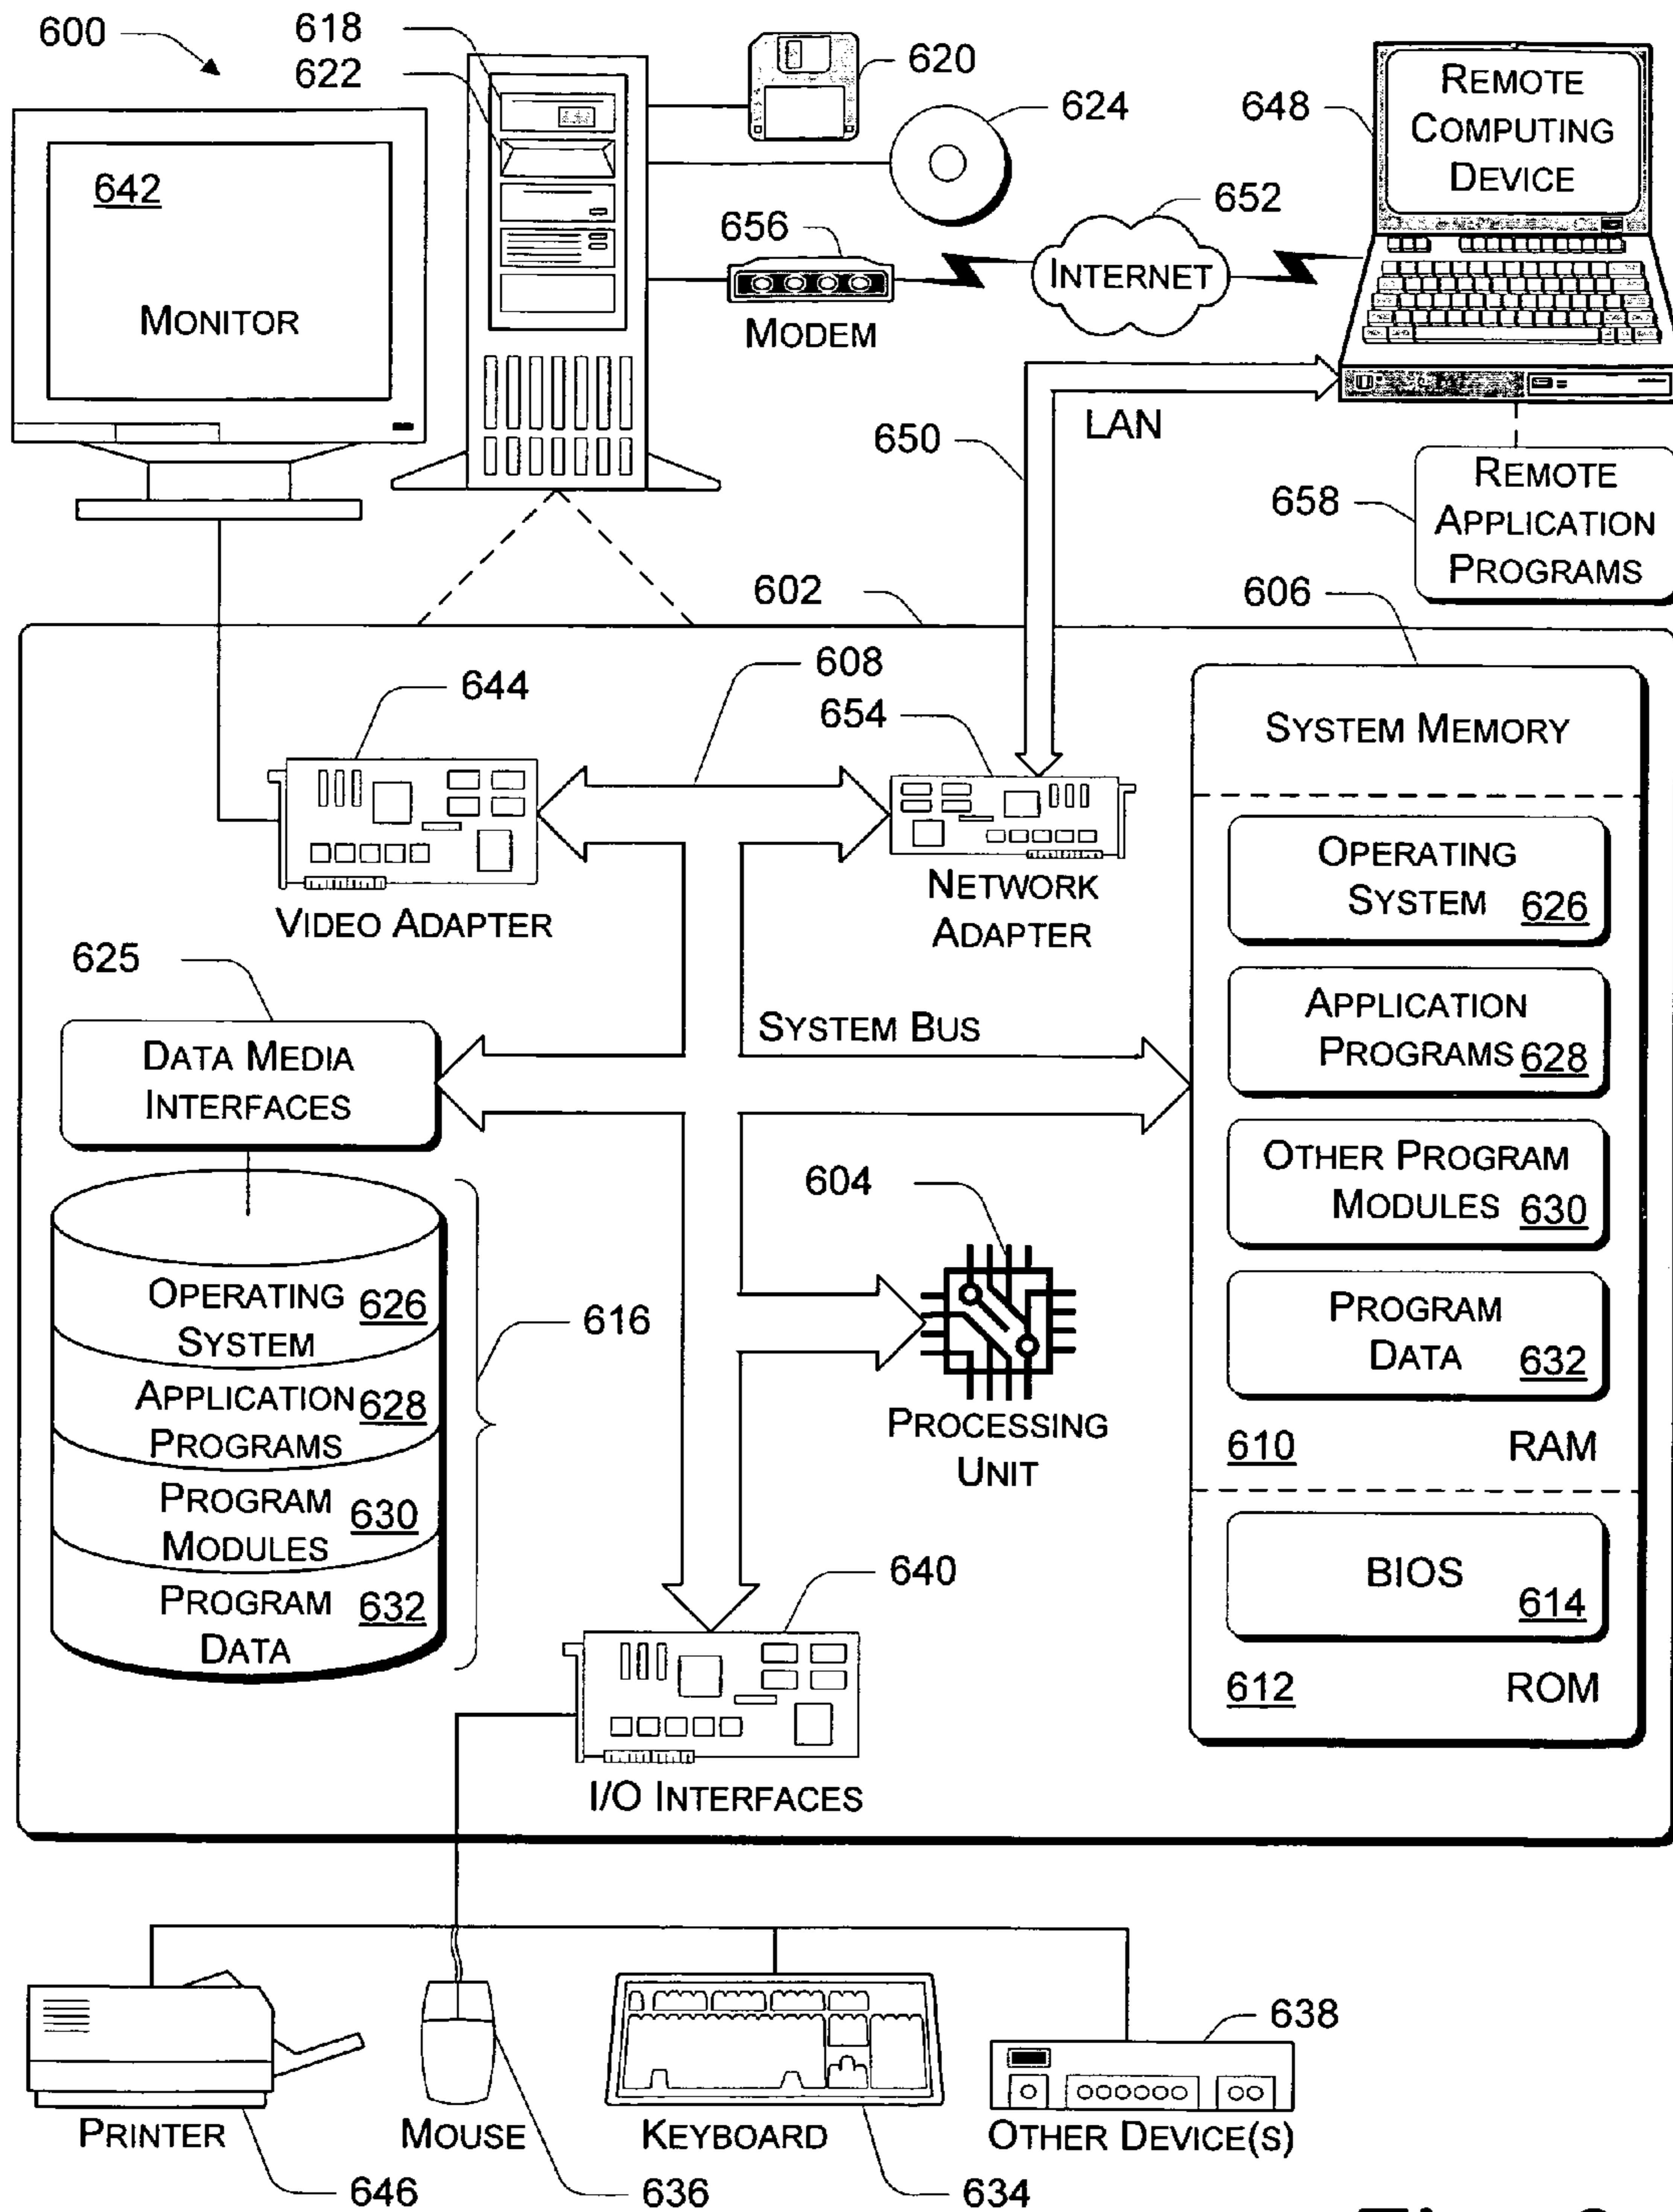 600
618
622
620
624
648
REMOTE
COMPUTING
DEVICE
642
MONITOR
656
MODEM
652
INTERNET
650
LAN
658
REMOTE
APPLICATION
PROGRAMS
602
606
608
644
654
VIDEO ADAPTER
NETWORK
ADAPTER
SYSTEM MEMORY
OPERATING
SYSTEM 626
APPLICATION
PROGRAMS 628
OTHER PROGRAM
MODULES 630
PROGRAM
DATA 632
610 RAM
BIOS
614
612 ROM
625
DATA MEDIA
INTERFACES
SYSTEM BUS
OPERATING 626
SYSTEM
APPLICATION 628
PROGRAMS
PROGRAM
MODULES 630
PROGRAM 632
DATA
616
604
PROCESSING
UNIT
640
I/O INTERFACES
PRINTER
646
MOUSE
636
KEYBOARD
634
638
OTHER DEVICE(S)